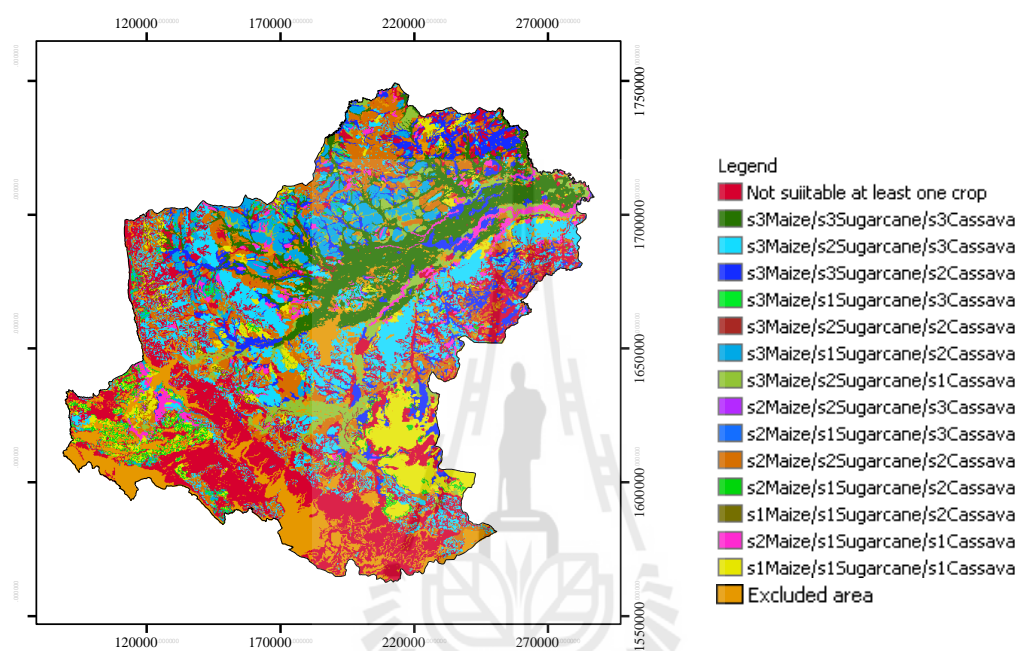 120000 170000 220000 270000
1750000
1700000
1650000
1600000
1550000
120000 170000 220000 270000
Legend
Not suiitable at least one crop
s3Maize/s3Sugarcane/s3Cassava
s3Maize/s2Sugarcane/s3Cassava
s3Maize/s3Sugarcane/s2Cassava
s3Maize/s1Sugarcane/s3Cassava
s3Maize/s2Sugarcane/s2Cassava
s3Maize/s1Sugarcane/s2Cassava
s3Maize/s2Sugarcane/s1Cassava
s2Maize/s2Sugarcane/s3Cassava
s2Maize/s1Sugarcane/s3Cassava
s2Maize/s2Sugarcane/s2Cassava
s2Maize/s1Sugarcane/s2Cassava
s1Maize/s1Sugarcane/s2Cassava
s2Maize/s1Sugarcane/s1Cassava
s1Maize/s1Sugarcane/s1Cassava
Excluded area